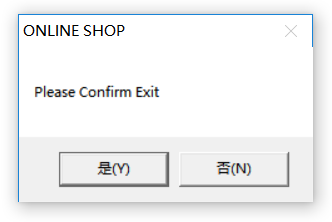 ONLINE SHOP
Please Confirm Exit
是(Y) 否(N)